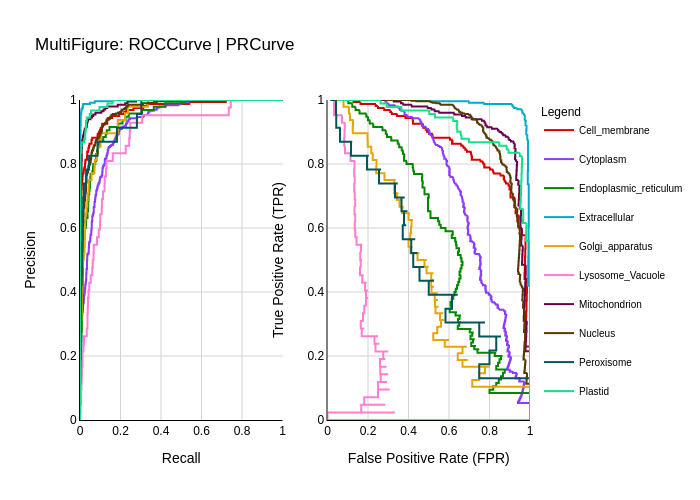 MultiFigure: ROCCurve | PRCurve
Precision
1
0.8
0.6
0.4
0.2
0
0 0.2 0.4 0.6 0.8 1
Recall
True Positive Rate (TPR)
1
0.8
0.6
0.4
0.2
0
0 0.2 0.4 0.6 0.8 1
False Positive Rate (FPR)
Legend
Cell_membrane
Cytoplasm
Endoplasmic_reticulum
Extracellular
Golgi_apparatus
Lysosome_Vacuole
Mitochondrion
Nucleus
Peroxisome
Plastid